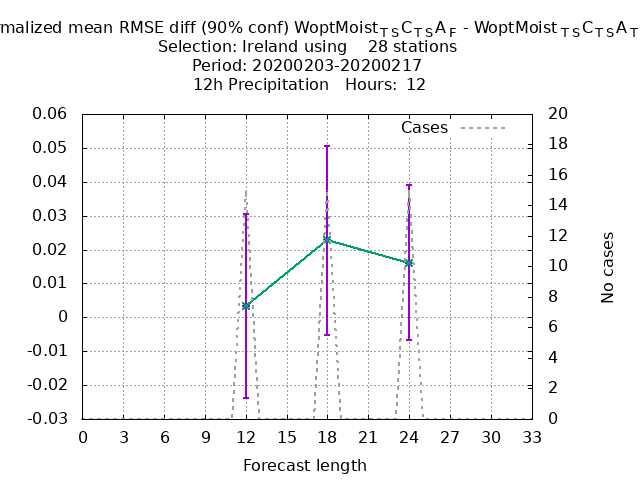 rmalized mean RMSE diff (90% conf) WoptMoist_TSC_TSA_F - WoptMoist_TSC_TSA_T
Selection: Ireland using 28 stations
Period: 20200203-20200217
12h Precipitation Hours: 12
0.06
0.05
0.04
0.03
0.02
0.01
0
-0.01
-0.02
-0.03
20
18
16
14
12
10
8
6
4
2
0
Cases
No cases
0 3 6 9 12 15 18 21 24 27 30 33
Forecast length